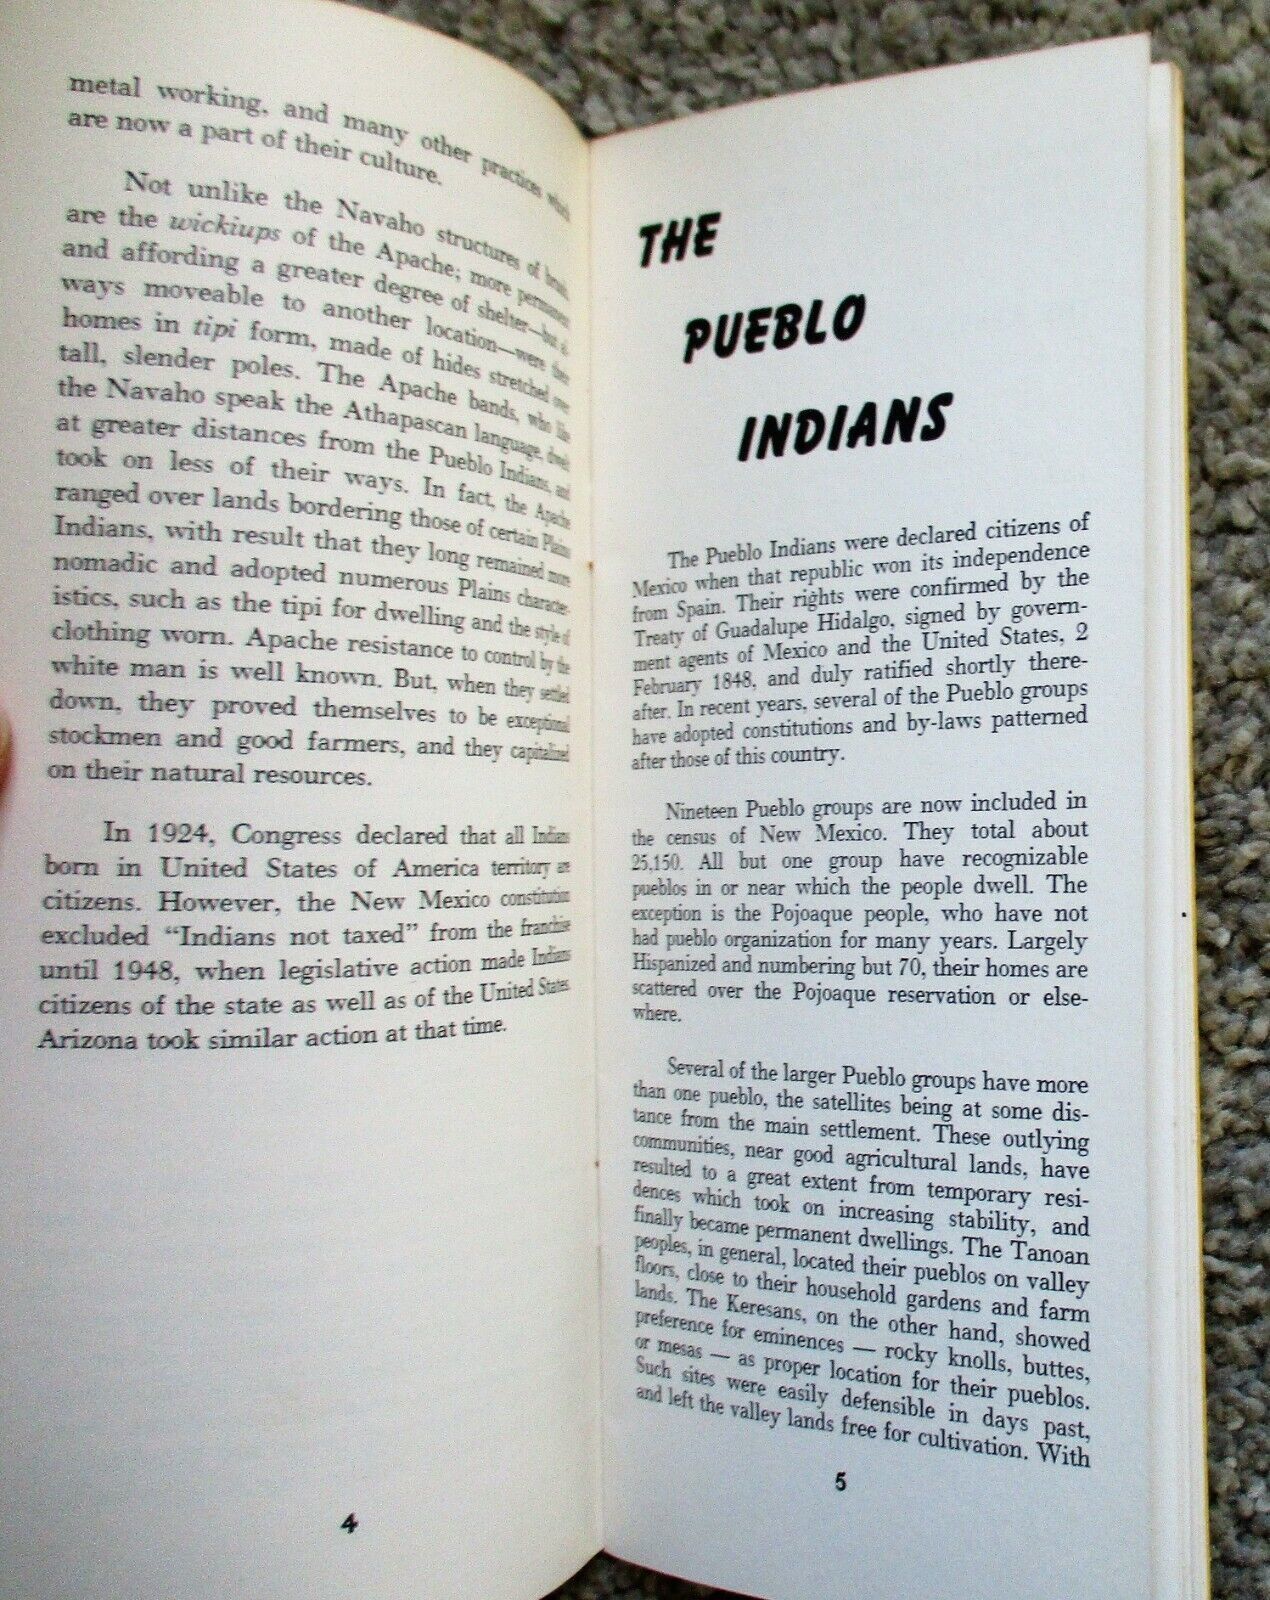 metal working, and many other practices which
are now a part of their culture.
Not unlike the Navaho structures of brush,
are the wickiups of the Apache; more permanent
and affording a greater degree of shelter—but al-
ways moveable to another location—were their
homes in tipi form, made of hides stretched over
tall, slender poles. The Apache bands, who like
the Navaho speak the Athapascan language, dwelt
at greater distances from the Pueblo Indians, and
took on less of their ways. In fact, the Apache
ranged over lands bordering those of certain Plains
Indians, with result that they long remained more
nomadic and adopted numerous Plains character-
istics, such as the tipi for dwelling and the style of
clothing worn. Apache resistance to control by the
white man is well known. But, when they settled
down, they proved themselves to be exceptional
stockmen and good farmers, and they capitalized
on their natural resources.
In 1924, Congress declared that all Indians
born in United States of America territory are
citizens. However, the New Mexico constitution
excluded “Indians not taxed” from the franchise
until 1948, when legislative action made Indians
citizens of the state as well as of the United States.
Arizona took similar action at that time.
4
THE
PUEBLO
INDIANS
The Pueblo Indians were declared citizens of
Mexico when that republic won its independence
from Spain. Their rights were confirmed by the
Treaty of Guadalupe Hidalgo, signed by govern-
ment agents of Mexico and the United States, 2
February 1848, and duly ratified shortly there-
after. In recent years, several of the Pueblo groups
have adopted constitutions and by-laws patterned
after those of this country.
Nineteen Pueblo groups are now included in
the census of New Mexico. They total about
25,150. All but one group have recognizable
pueblos in or near which the people dwell. The
exception is the Pojoaque people, who have not
had pueblo organization for many years. Largely
Hispanized and numbering but 70, their homes are
scattered over the Pojoaque reservation or else-
where.
Several of the larger Pueblo groups have more
than one pueblo, the satellites being at some dis-
tance from the main settlement. These outlying
communities, near good agricultural lands, have
resulted to a great extent from temporary resi-
dences which took on increasing stability, and
finally became permanent dwellings. The Tanoan
peoples, in general, located their pueblos on valley
floors, close to their household gardens and farm
lands. The Keresans, on the other hand, showed
preference for eminences — rocky knolls, buttes,
or mesas — as proper location for their pueblos.
Such sites were easily defensible in days past,
and left the valley lands free for cultivation. With
5